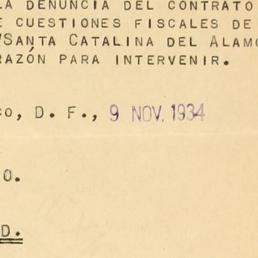 LA DENUNCIA DEL CONTRATO
E CUESTIONES FISCALES DE
"SANTA CATALINA DEL ALAMO
RAZÓN PARA INTERVENIR.
CO, D. F., 9 NOV. 1934
O.
D.